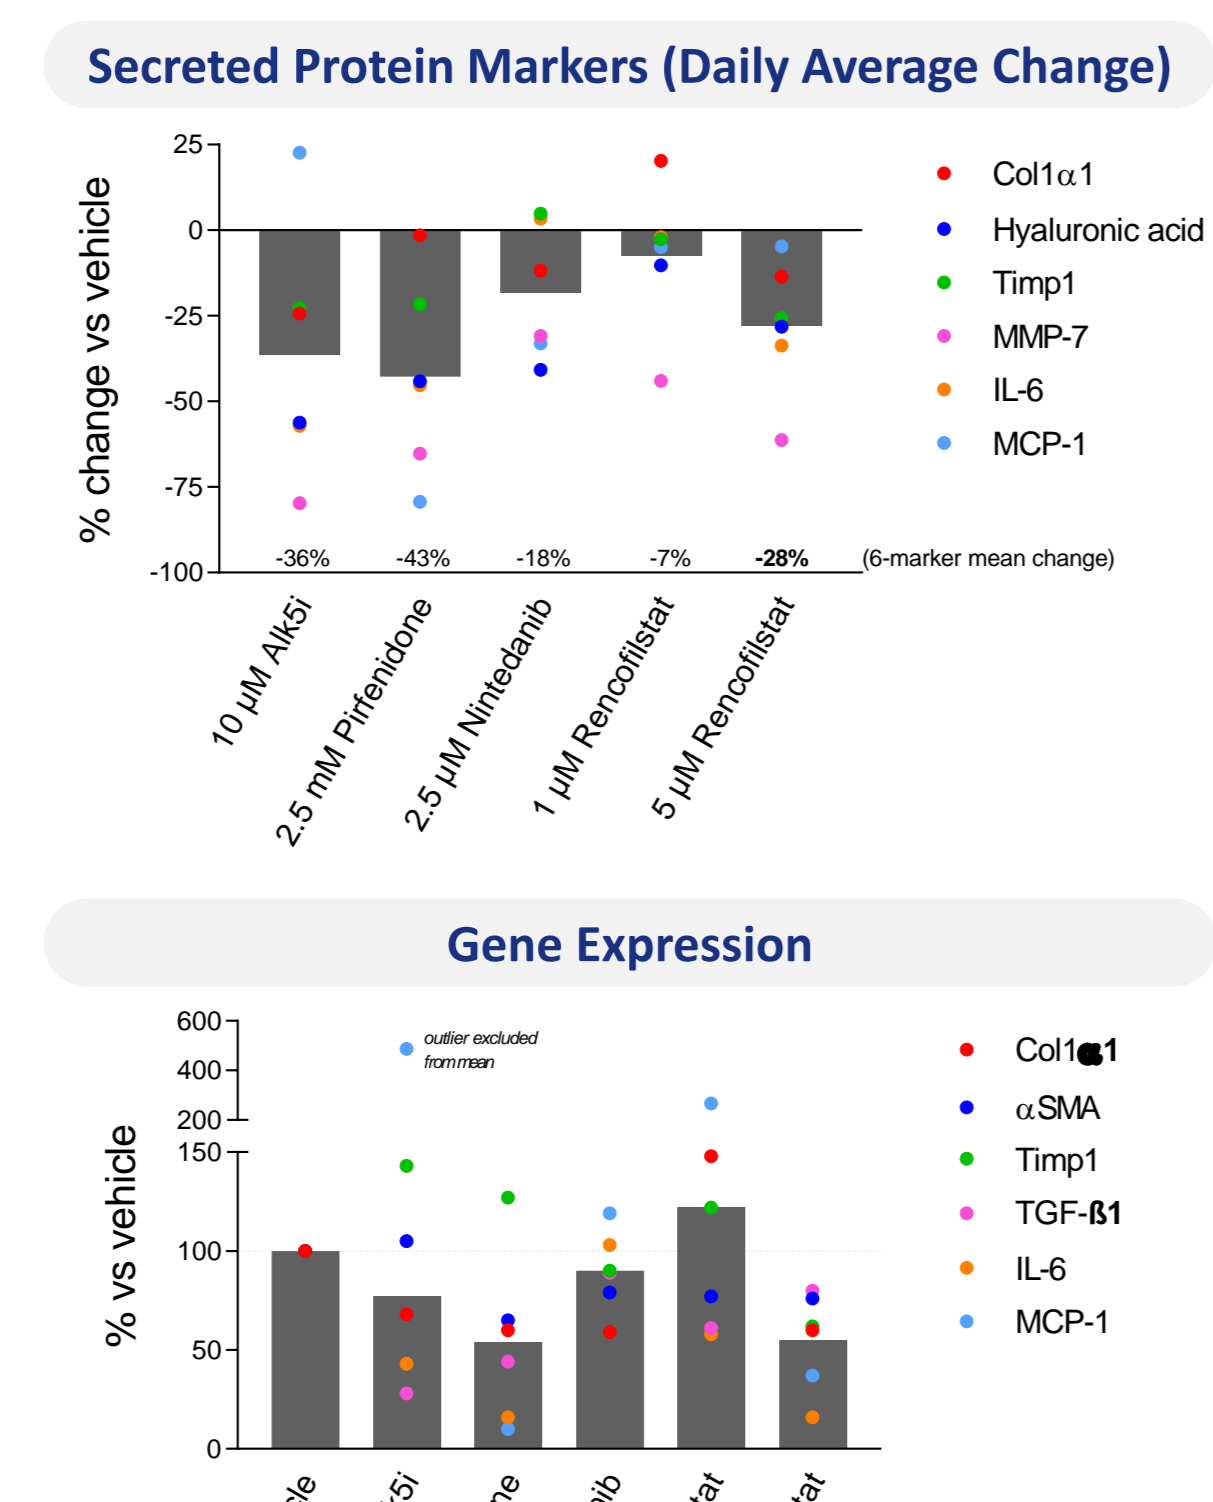 Secreted Protein Markers (Daily Average Change)
% change vs vehicle
25
0
-25
-50
-75
-100
-36%
-43%
-18%
-7%
-28%
(6-marker mean change)
10 µM Alk5i
2.5 mM Pirfenidone
2.5 µM Nintedanib
1 µM Rencofilstat
5 µM Rencofilstat
Col1α1
Hyaluronic acid
Timp1
MMP-7
IL-6
MCP-1
Gene Expression
% vs vehicle
600
400
200
150
100
50
0
outlier excluded
from mean
Col1α1
αSMA
Timp1
TGF-ß1
IL-6
MCP-1